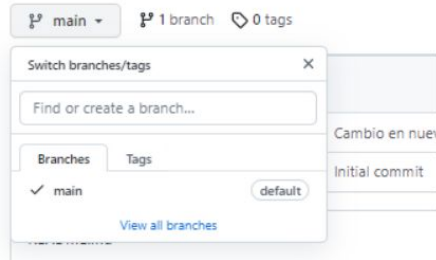 main 1 branch 0 tags
Switch branches/tags
Find or create a branch...
Cambio en
Initial commit
Branches Tags
main default
View all branches